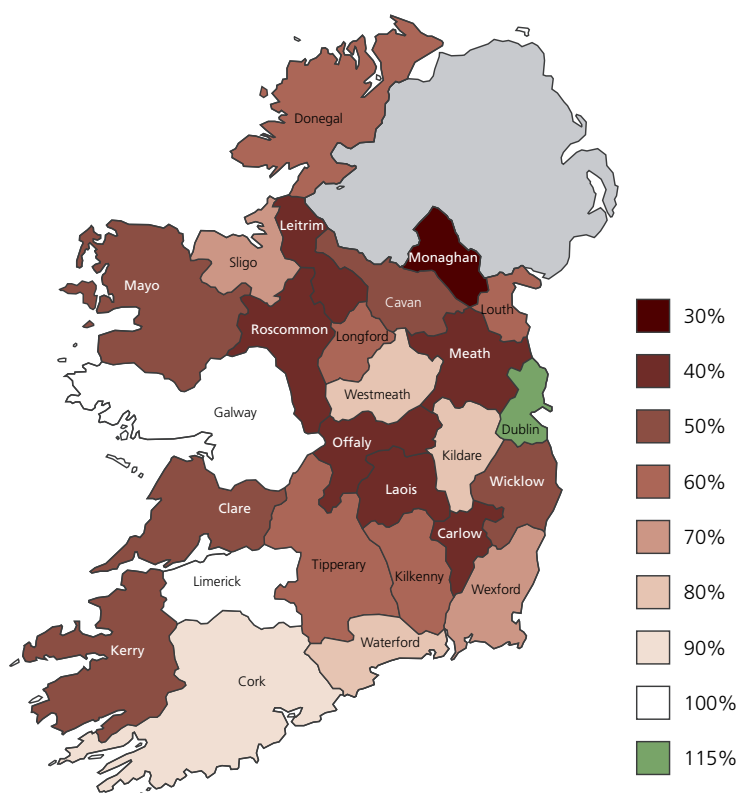 Donegal
Leitrim
Monaghan
Sligo
Mayo
Cavan
Louth
Roscommon
Longford
Meath
Westmeath
Galway
Dublin
Offaly
Kildare
Laois
Wicklow
Clare
Carlow
Tipperary
Kilkenny
Limerick
Wexford
Waterford
Kerry
Cork
30%
40%
50%
60%
70%
80%
90%
100%
115%